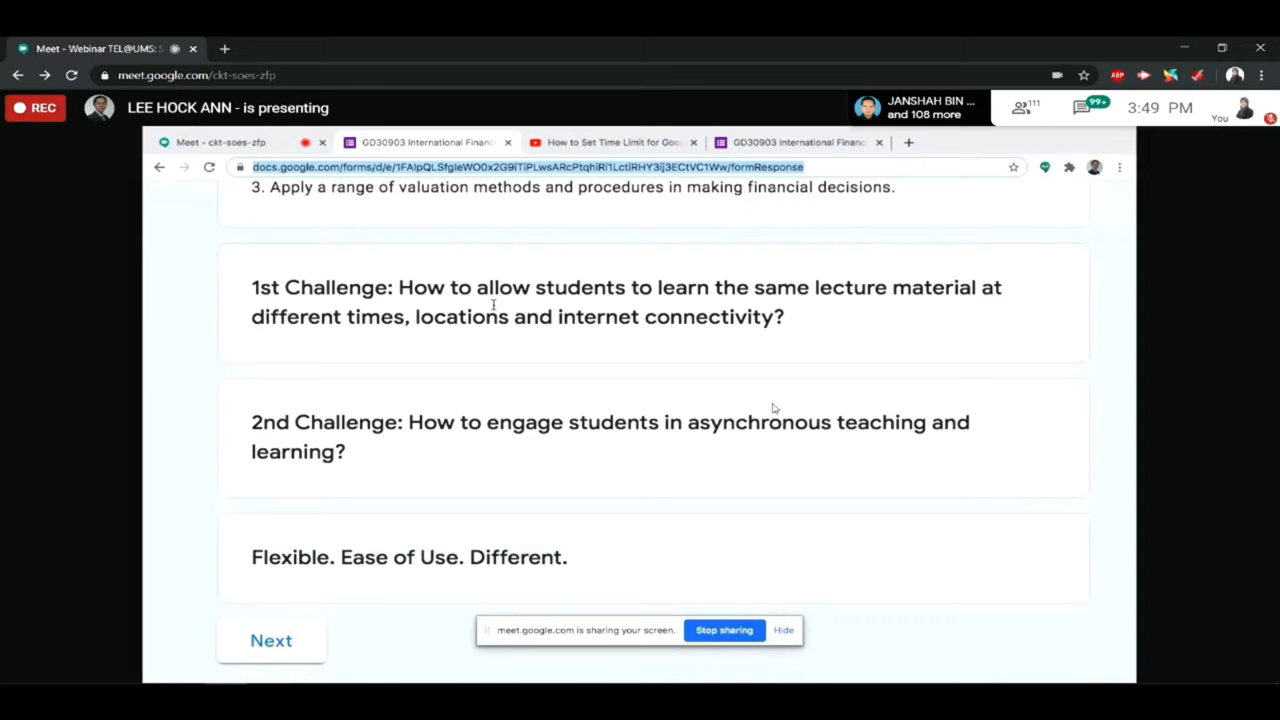 Meet - Webinar TEL@UMS: S
meet.google.com/ckt-soes-zfp
ABP
REC
LEE HOCK ANN - is presenting
JANSHAH BIN ...
and 108 more
111
99+
3:49 PM
You
Meet - ckt-soes-zfp
GD30903 International Financ
How to Set Time Limit for Goo
GD30903 International Financ
docs.google.com/forms/d/e/1FAIpQLSfgIeWO0x2G9iTiPLwsARcPtqhiRi1LctiRHY3ij3ECtVC1Ww/formResponse
3. Apply a range of valuation methods and procedures in making financial decisions.
1st Challenge: How to allow students to learn the same lecture material at
different times, locations and internet connectivity?
2nd Challenge: How to engage students in asynchronous teaching and
learning?
Flexible. Ease of Use. Different.
Next
meet.google.com is sharing your screen.
Stop sharing
Hide